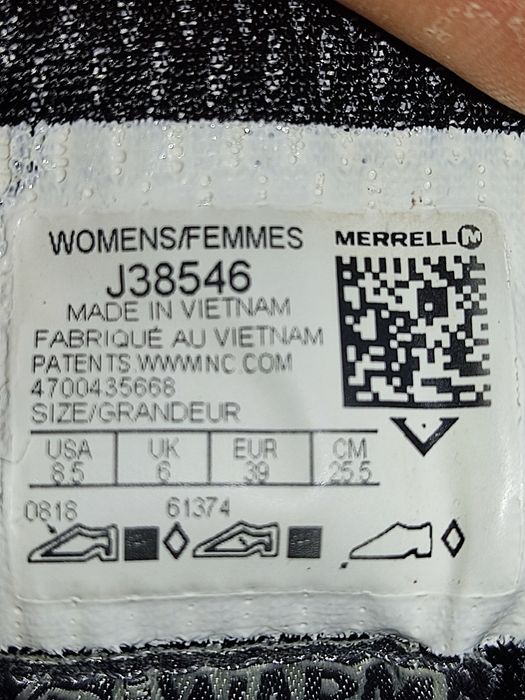 WOMENS/FEMMES
MERRELL
J38546
MADE IN VIETNAM
FABRIQUÉ AU VIETNAM
PATENTS.WWWINC.COM
4700435668
SIZE/GRANDEUR
USA UK EUR CM
8.5 6 39 25.5
0818 61374